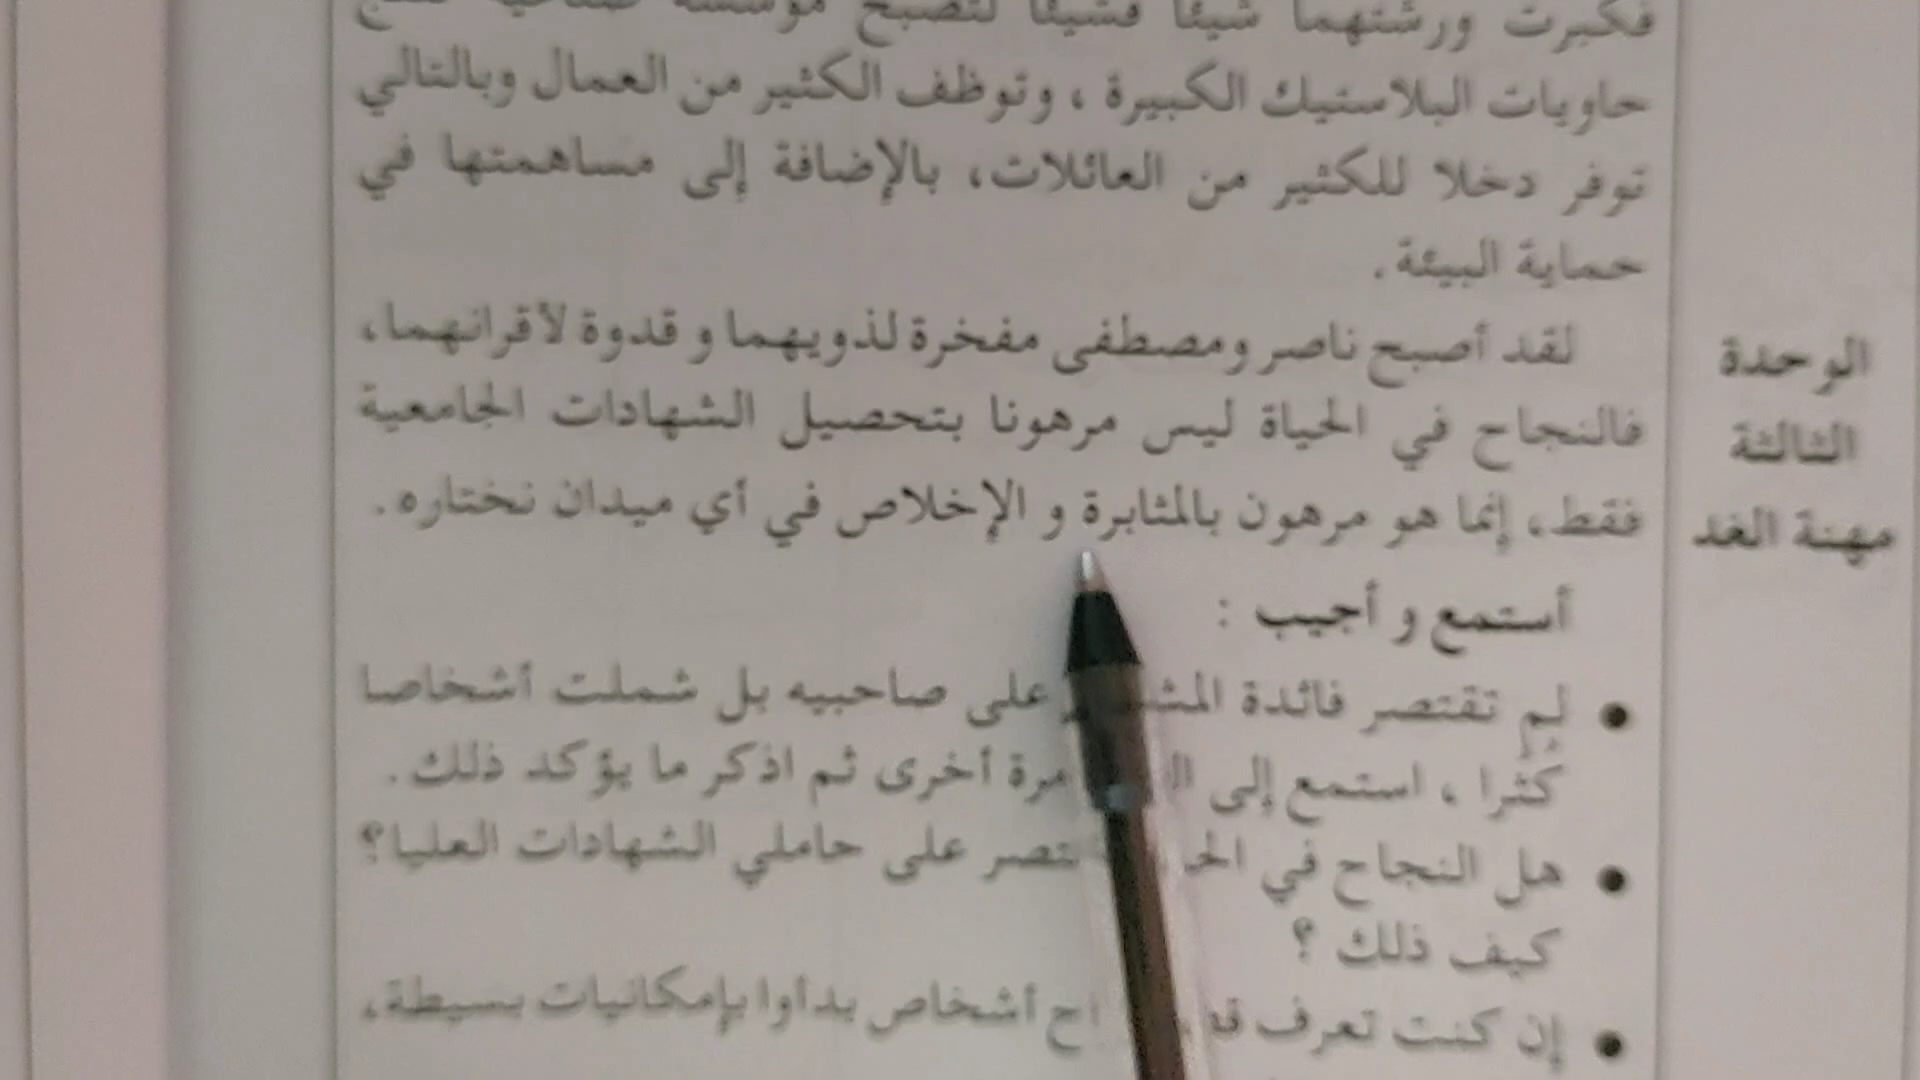 فكبرت ورشتهما شيئا فشيئا لتصبح مؤسسة صناعية
حاويات البلاستيك الكبيرة ، وتوظف الكثير من العمال وبالتالي
توفر دخلا للكثير من العائلات، بالإضافة إلى مساهمتها في
حماية البيئة .
لقد أصبح ناصر ومصطفى مفخرة لذويهما و قدوة لأقرانهما،
فالنجاح في الحياة ليس مرهونا بتحصيل الشهادات الجامعية
فقط، إنما هو مرهون بالمثابرة و الإخلاص في أي ميدان نختاره .
الوحدة
الثالثة
مهنة الغد
أستمع و أجيب :
● لم تقتصر فائدة على صاحبيه بل شملت أشخاصا
كُثُرا ، استمع إلى مرة أخرى ثم اذكر ما يؤكد ذلك .
● هل النجاح في على حاملي الشهادات العليا؟
كيف ذلك ؟
● إن كنت تعرف أشخاص بدأوا بإمكانيات بسيطة،